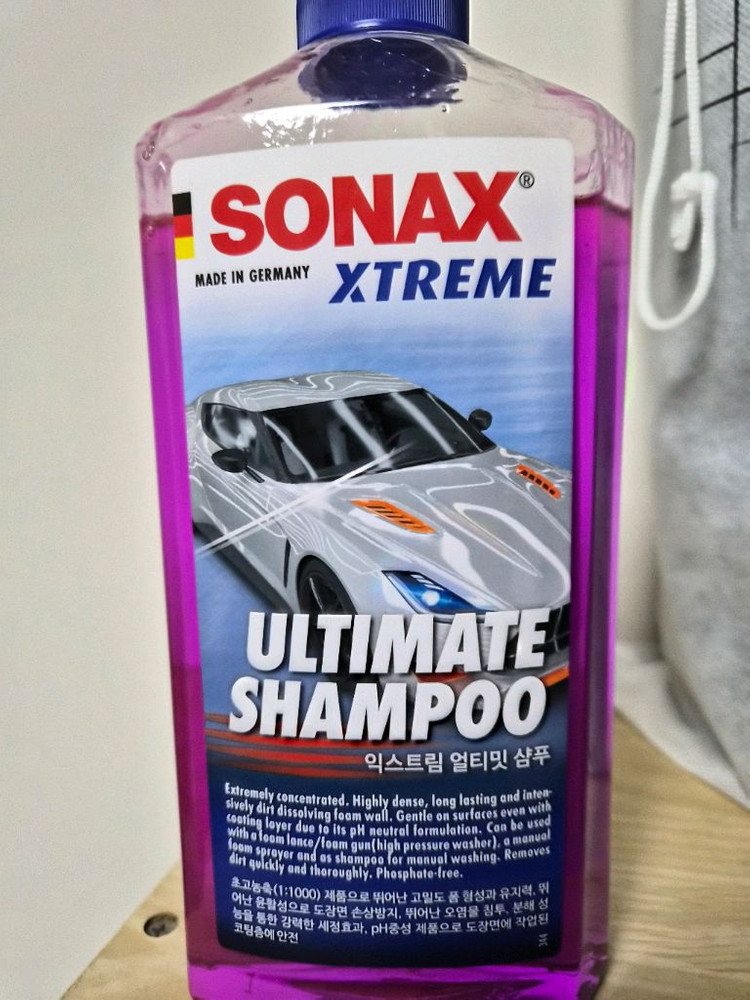 SONAX®
MADE IN GERMANY
XTREME
ULTIMATE
SHAMPOO
익스트림 얼티밋 샴푸
Extremely concentrated. Highly dense, long lasting and inten-
sively dirt dissolving foam wall. Gentle on surfaces even with
coating layer due to its pH neutral formulation. Can be used
with a foam lance/foam gun(high pressure washer), a manual
foam sprayer and as shampoo for manual washing. Removes
dirt quickly and thoroughly. Phosphate-free.
초고농축(1:1000) 제품으로 뛰어난 고밀도 폼 형성과 유지력, 뛰
어난 윤활성으로 도장면 손상방지, 뛰어난 오염물 침투, 분해 성
능을 통한 강력한 세정효과, pH중성 제품으로 도장면에 작업된
코팅층에 안전
344